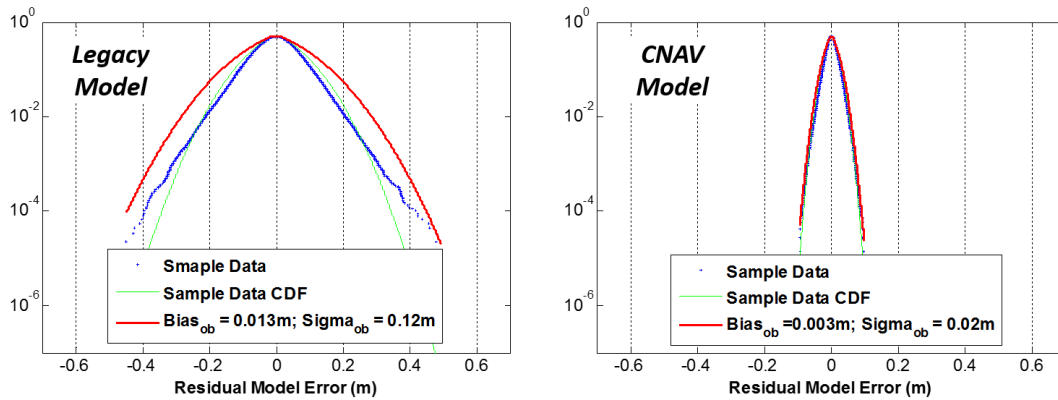 Legacy
Model
10^0
10^-2
10^-4
10^-6
-0.6 -0.4 -0.2 0 0.2 0.4 0.6
Residual Model Error (m)
Smaple Data
Sample Data CDF
Bias_ob = 0.013m; Sigma_ob = 0.12m
CNAV
Model
10^0
10^-2
10^-4
10^-6
-0.6 -0.4 -0.2 0 0.2 0.4 0.6
Residual Model Error (m)
Sample Data
Sample Data CDF
Bias_ob =0.003m; Sigma_ob = 0.02m